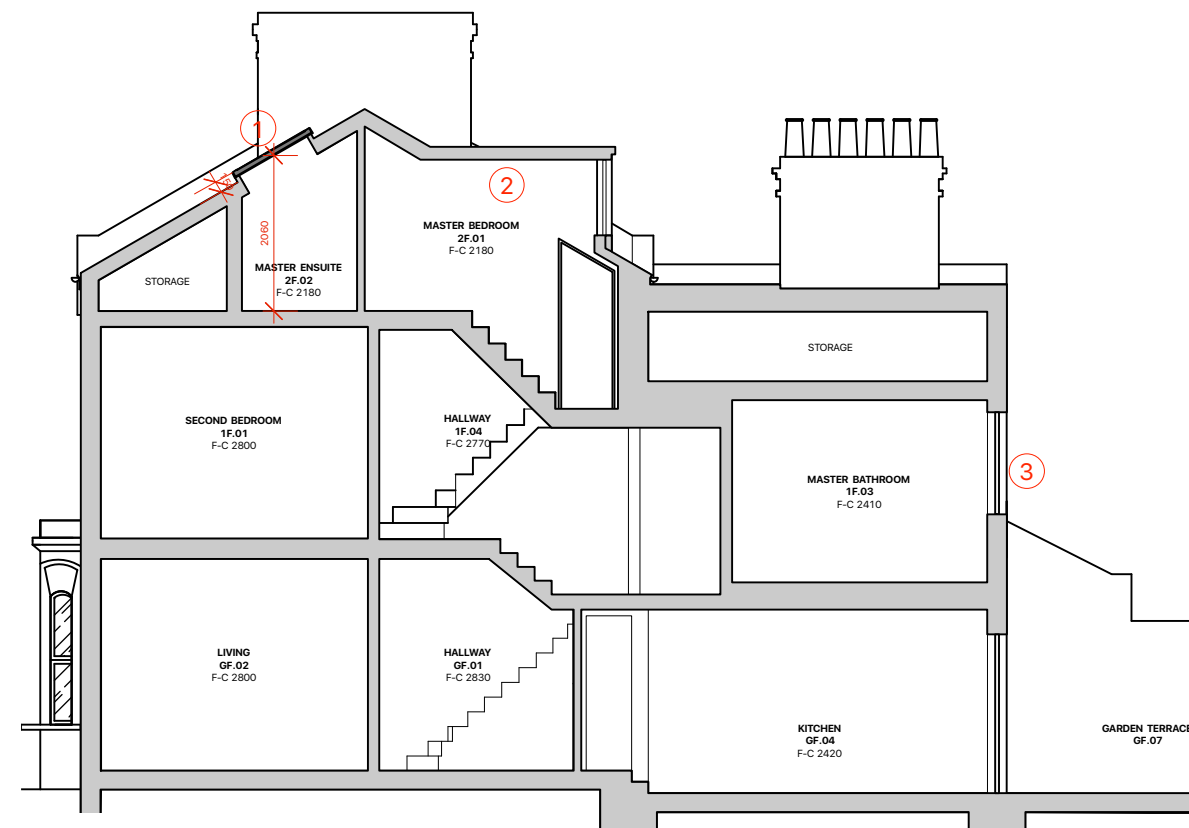 1
2
150
2060
MASTER BEDROOM
2F.01
F-C 2180
MASTER ENSUITE
2F.02
F-C 2180
STORAGE
STORAGE
SECOND BEDROOM
1F.01
F-C 2800
HALLWAY
1F.04
F-C 2770
3
MASTER BATHROOM
1F.03
F-C 2410
LIVING
GF.02
F-C 2800
HALLWAY
GF.01
F-C 2830
KITCHEN
GF.04
F-C 2420
GARDEN TERRACE
GF.07